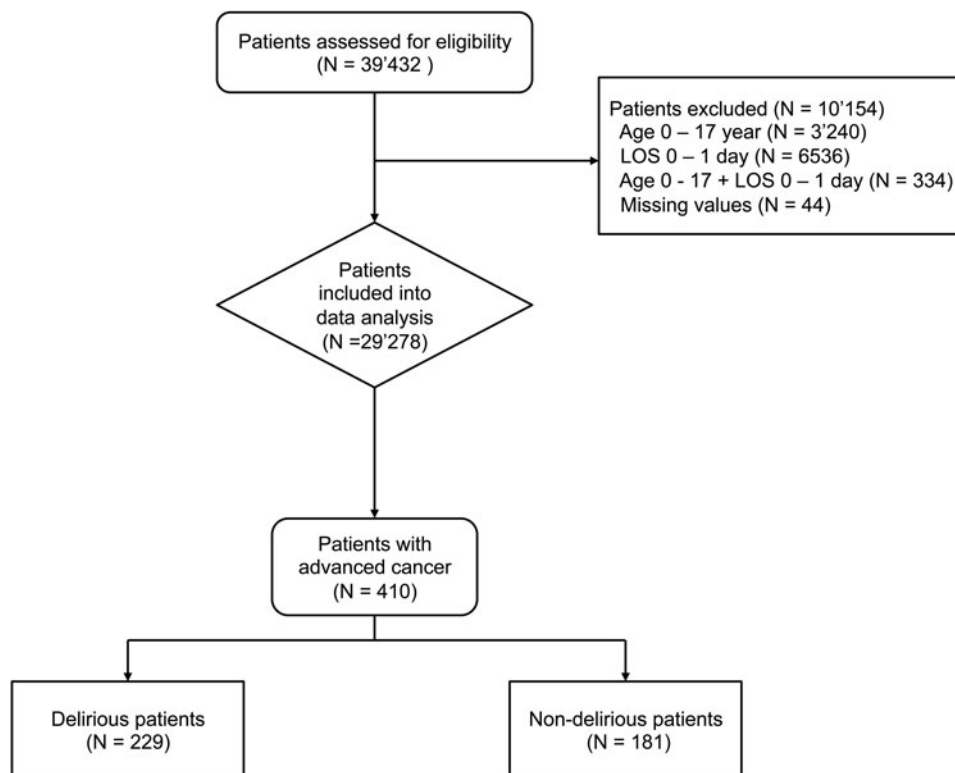 Patients assessed for eligibility
(N = 39'432 )
Patients excluded (N = 10'154)
Age 0 – 17 year (N = 3'240)
LOS 0 – 1 day (N = 6536)
Age 0 - 17 + LOS 0 – 1 day (N = 334)
Missing values (N = 44)
Patients
included into
data analysis
(N =29'278)
Patients with
advanced cancer
(N = 410)
Delirious patients
(N = 229)
Non-delirious patients
(N = 181)